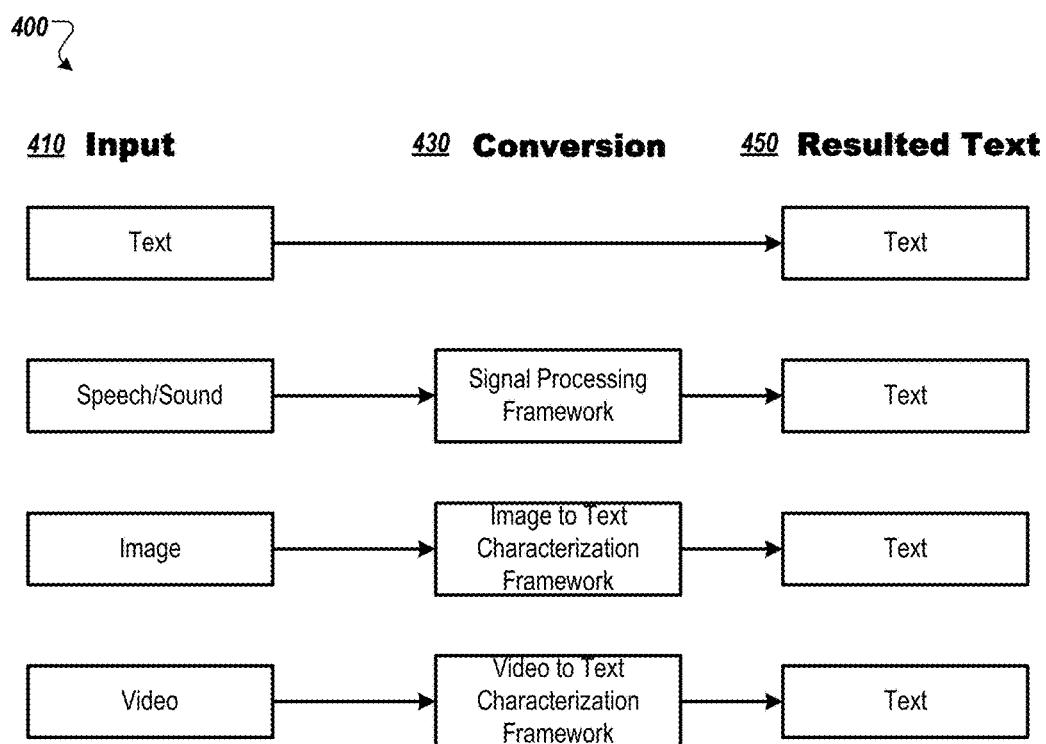 400
410 Input 430 Conversion 450 Resulted Text
Text Text
Speech/Sound Signal Processing Framework Text
Image Image to Text Characterization Framework Text
Video Video to Text Characterization Framework Text